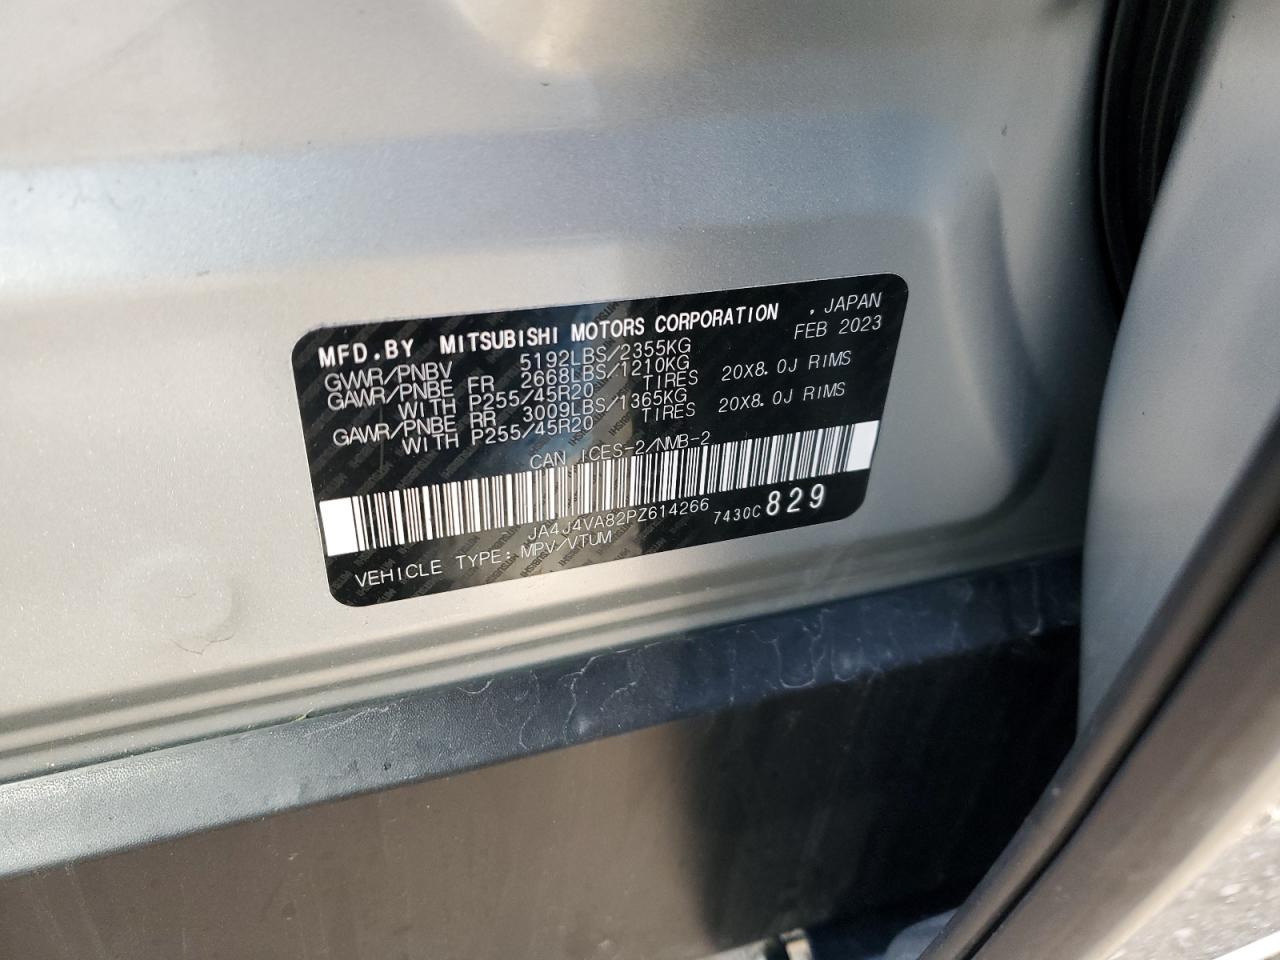 MFD.BY MITSUBISHI MOTORS CORPORATION , JAPAN
GVWR/PNBV 5192LBS/2355KG FEB 2023
GAWR/PNBE FR 2668LBS/1210KG
WITH P255/45R20 TIRES 20X8.0J RIMS
GAWR/PNBE RR 3009LBS/1365KG
WITH P255/45R20 TIRES 20X8.0J RIMS
CAN ICES-2/NMB-2
JA4J4VA82PZ614266 7430C 829
VEHICLE TYPE: MPV/VTUM